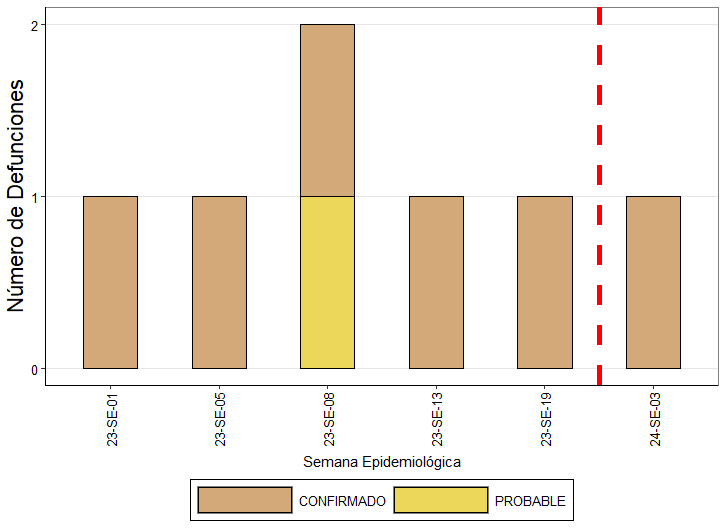 Número de Defunciones
2
1
0
23-SE-01
23-SE-05
23-SE-08
23-SE-13
23-SE-19
24-SE-03
Semana Epidemiológica
CONFIRMADO
PROBABLE